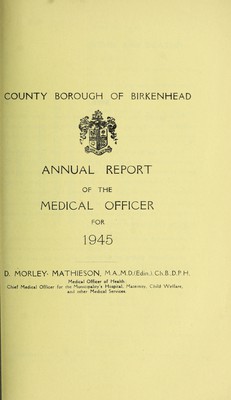 COUNTY BOROUGH OF BIRKENHEAD
ANNUAL REPORT
OF THE
MEDICAL OFFICER
FOR
1945
D. MORLEY- MATHIESON, M.A.,M.D.(Edin.).Ch.B.,D.P.H.
Medical Officer of Health
Chief Medical Officer for the Municipality's Hospital, Maternity, Child Welfare,
and other Medical Services